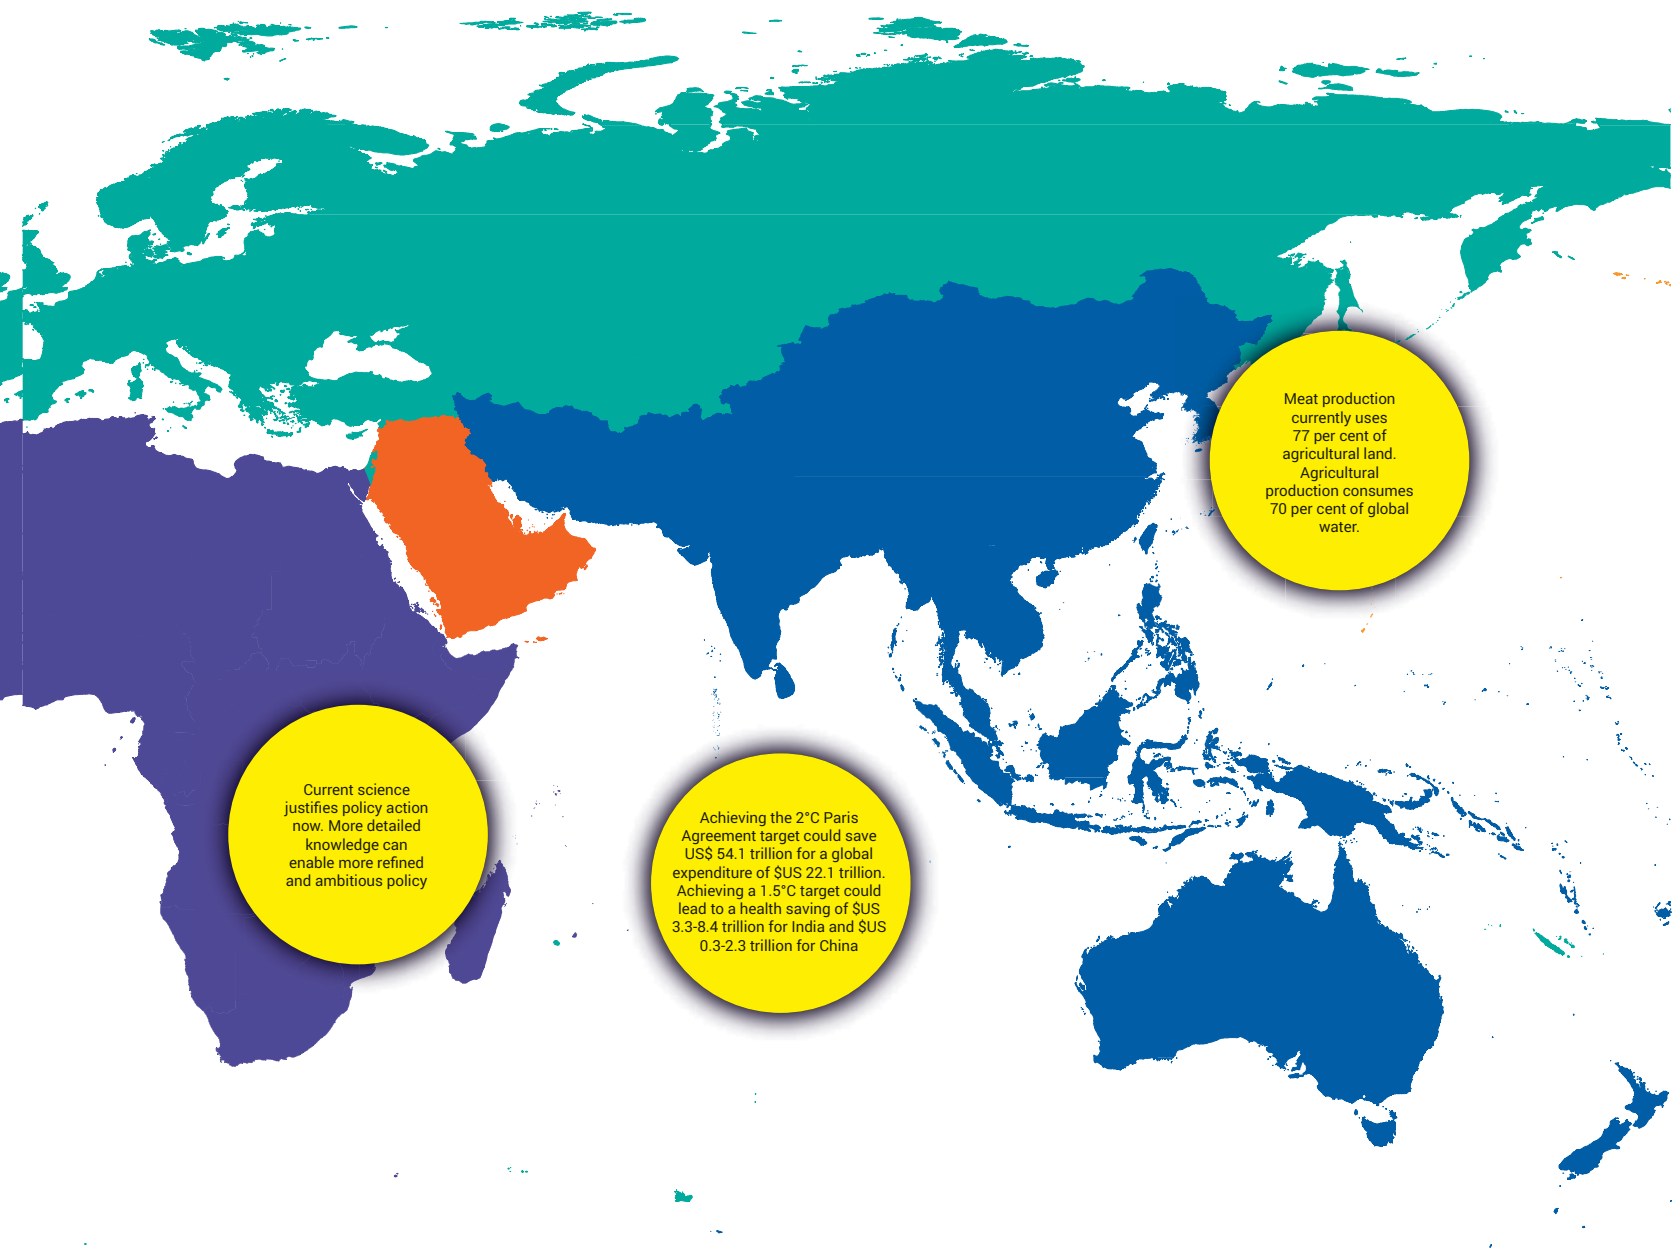 Meat production
currently uses
77 per cent of
agricultural land.
Agricultural
production consumes
70 per cent of global
water.
Current science
justifies policy action
now. More detailed
knowledge can
enable more refined
and ambitious policy
Achieving the 2°C Paris
Agreement target could save
US$ 54.1 trillion for a global
expenditure of $US 22.1 trillion.
Achieving a 1.5°C target could
lead to a health saving of $US
3.3-8.4 trillion for India and $US
0.3-2.3 trillion for China